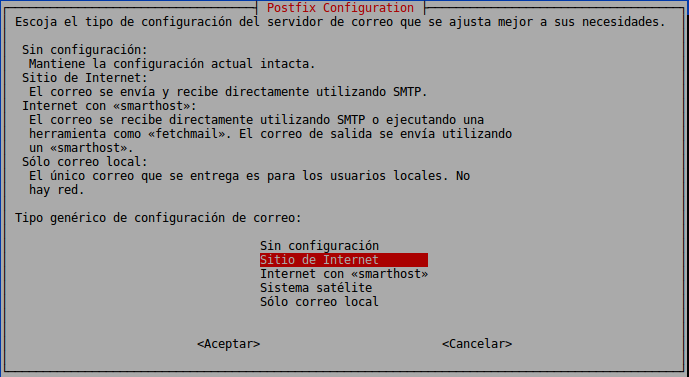 Postfix Configuration
Escoja el tipo de configuración del servidor de correo que se ajusta mejor a sus necesidades.
Sin configuración:
Mantiene la configuración actual intacta.
Sitio de Internet:
El correo se envía y recibe directamente utilizando SMTP.
Internet con «smarthost»:
El correo se recibe directamente utilizando SMTP o ejecutando una
herramienta como «fetchmail». El correo de salida se envía utilizando
un «smarthost».
Sólo correo local:
El único correo que se entrega es para los usuarios locales. No
hay red.
Tipo genérico de configuración de correo:
Sin configuración
Sitio de Internet
Internet con «smarthost»
Sistema satélite
Sólo correo local
<Aceptar> <Cancelar>